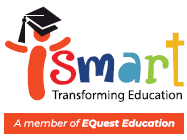 ismart
Transforming Education
A member of EQuest Education